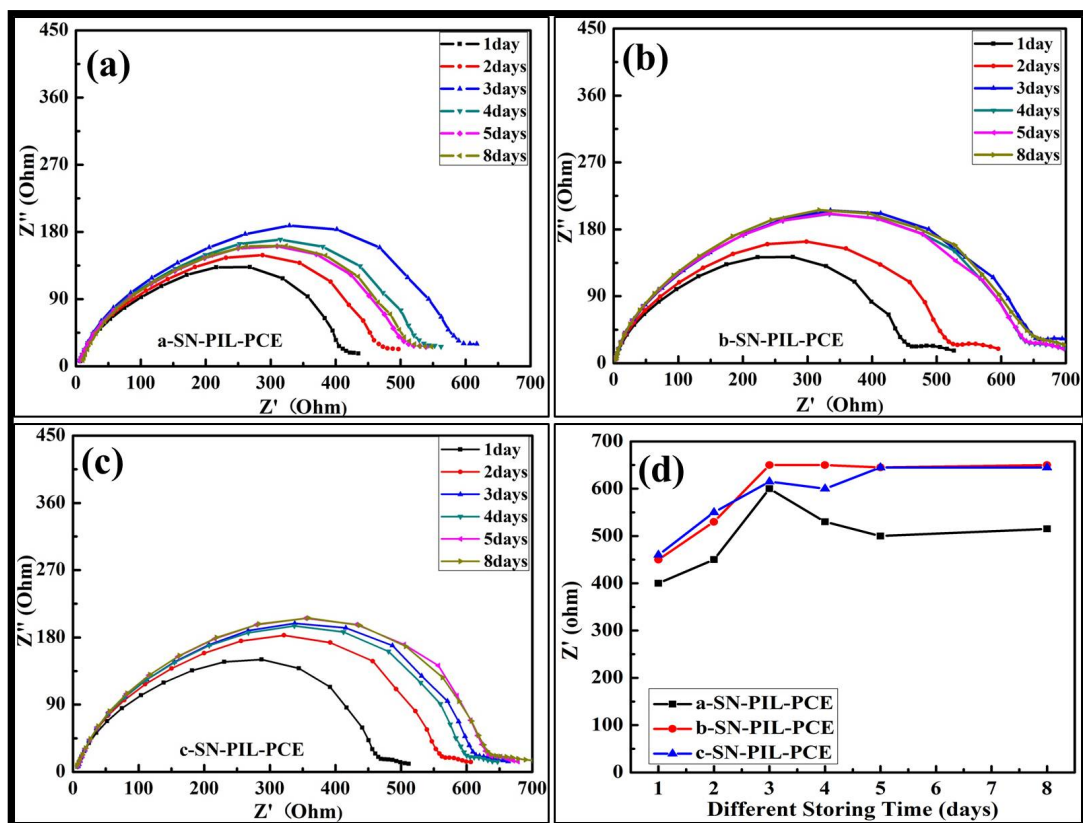 (a)
450
360
270
180
90
0
Z'' (Ohm)
1day
2days
3days
4days
5days
8days
a-SN-PIL-PCE
0 100 200 300 400 500 600 700
Z' (Ohm)
(b)
450
360
270
180
90
0
Z'' (Ohm)
1day
2days
3days
4days
5days
8days
b-SN-PIL-PCE
0 100 200 300 400 500 600 700
Z' (Ohm)
(c)
450
360
270
180
90
0
Z'' (Ohm)
1day
2days
3days
4days
5days
8days
c-SN-PIL-PCE
0 100 200 300 400 500 600 700
Z' (Ohm)
(d)
700
600
500
400
300
200
100
0
Z' (ohm)
a-SN-PIL-PCE
b-SN-PIL-PCE
c-SN-PIL-PCE
1 2 3 4 5 6 7 8
Different Storing Time (days)